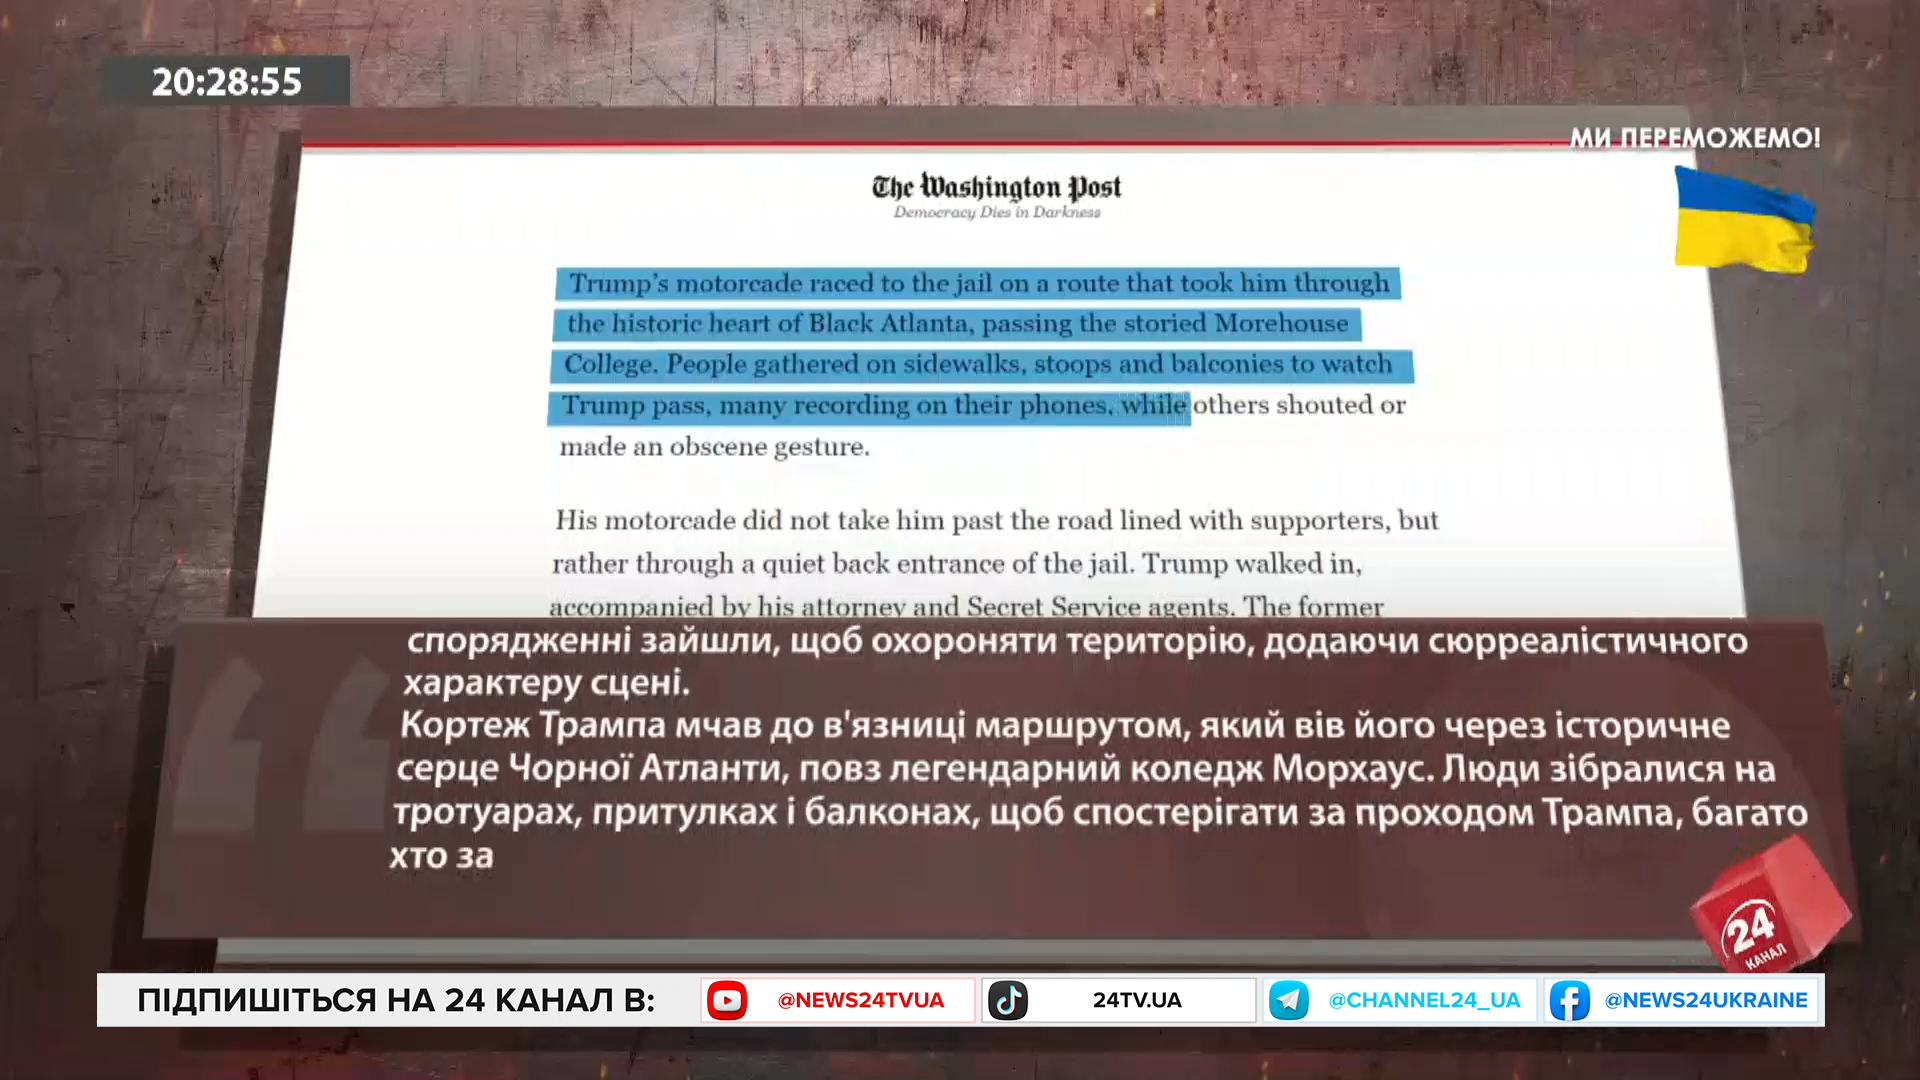 20:28:55
МИ ПЕРЕМОЖЕМО!
The Washington Post
Democracy Dies in Darkness
Trump's motorcade raced to the jail on a route that took him through
the historic heart of Black Atlanta, passing the storied Morehouse
College. People gathered on sidewalks, stoops and balconies to watch
Trump pass, many recording on their phones, while others shouted or
made an obscene gesture.
His motorcade did not take him past the road lined with supporters, but
rather through a quiet back entrance of the jail. Trump walked in,
accompanied by his attorney and Secret Service agents. The former
спорядженні зайшли, щоб охороняти територію, додаючи сюрреалістичного
характеру сцені.
Кортеж Трампа мчав до в'язниці маршрутом, який вів його через історичне
серце Чорної Атланти, повз легендарний коледж Морхаус. Люди зібралися на
тротуарах, притулках і балконах, щоб спостерігати за проходом Трампа, багато
хто за
24
КАНАЛ
ПІДПИШІТЬСЯ НА 24 КАНАЛ В:
@NEWS24TVUA
24TV.UA
@CHANNEL24_UA
@NEWS24UKRAINE